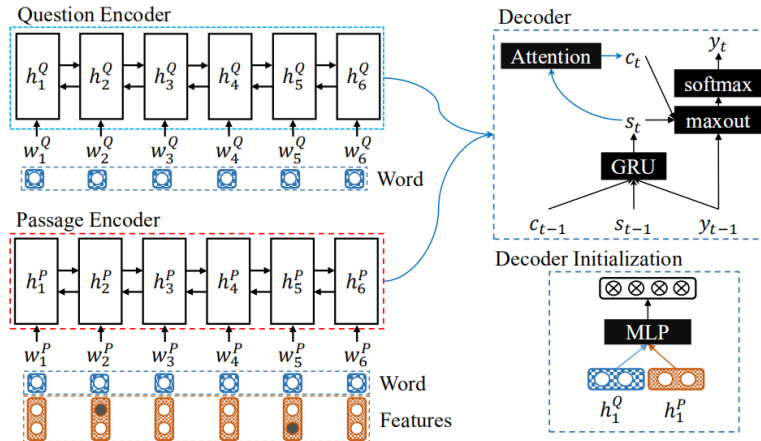 Question Encoder
h_1^Q h_2^Q h_3^Q h_4^Q h_5^Q h_6^Q
w_1^Q w_2^Q w_3^Q w_4^Q w_5^Q w_6^Q
Word
Passage Encoder
h_1^P h_2^P h_3^P h_4^P h_5^P h_6^P
w_1^P w_2^P w_3^P w_4^P w_5^P w_6^P
Word
Features
Decoder
y_t
Attention c_t
softmax
s_t maxout
GRU
c_{t-1} s_{t-1} y_{t-1}
Decoder Initialization
MLP
h_1^Q h_1^P